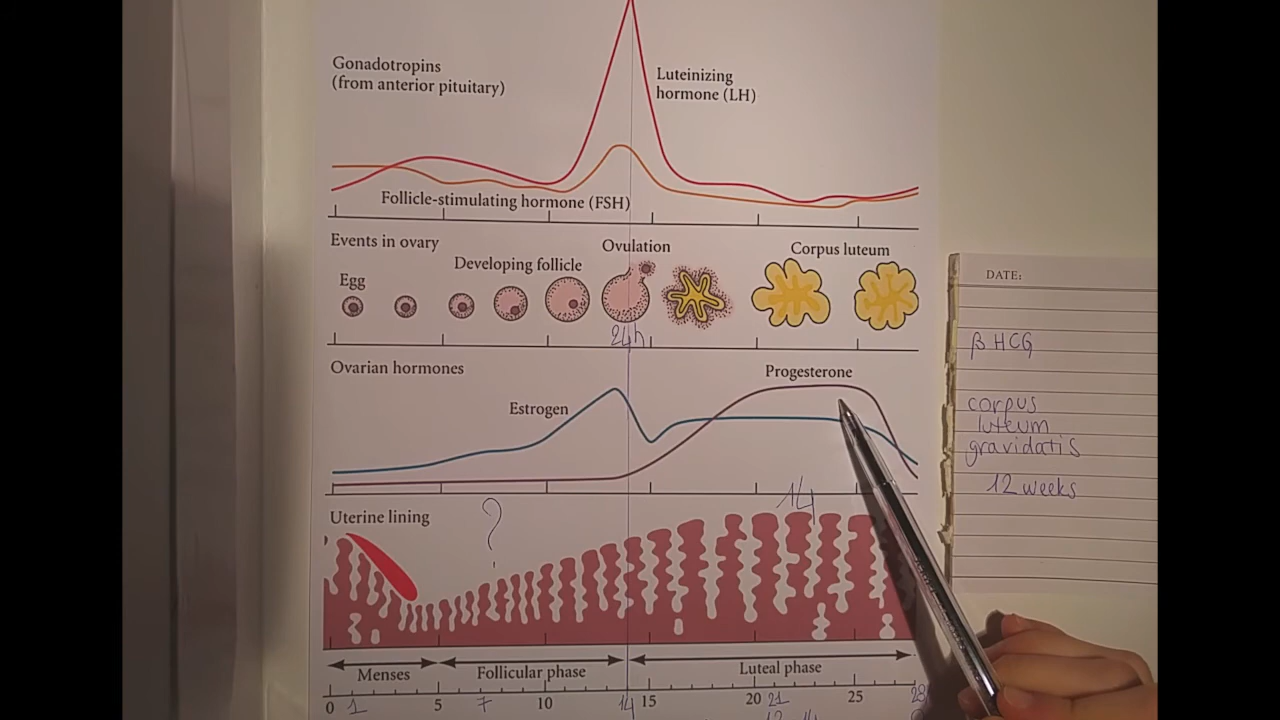 Gonadotropins
(from anterior pituitary)
Luteinizing
hormone (LH)
Follicle-stimulating hormone (FSH)
Events in ovary
Ovulation
Corpus luteum
Developing follicle
Egg
24h
Ovarian hormones
Progesterone
Estrogen
14
Uterine lining
?
Menses
Follicular phase
Luteal phase
0 1 5 7 10 14 15 20 21 25 28
DATE:
β HCG
corpus
luteum
gravidatis
12 weeks